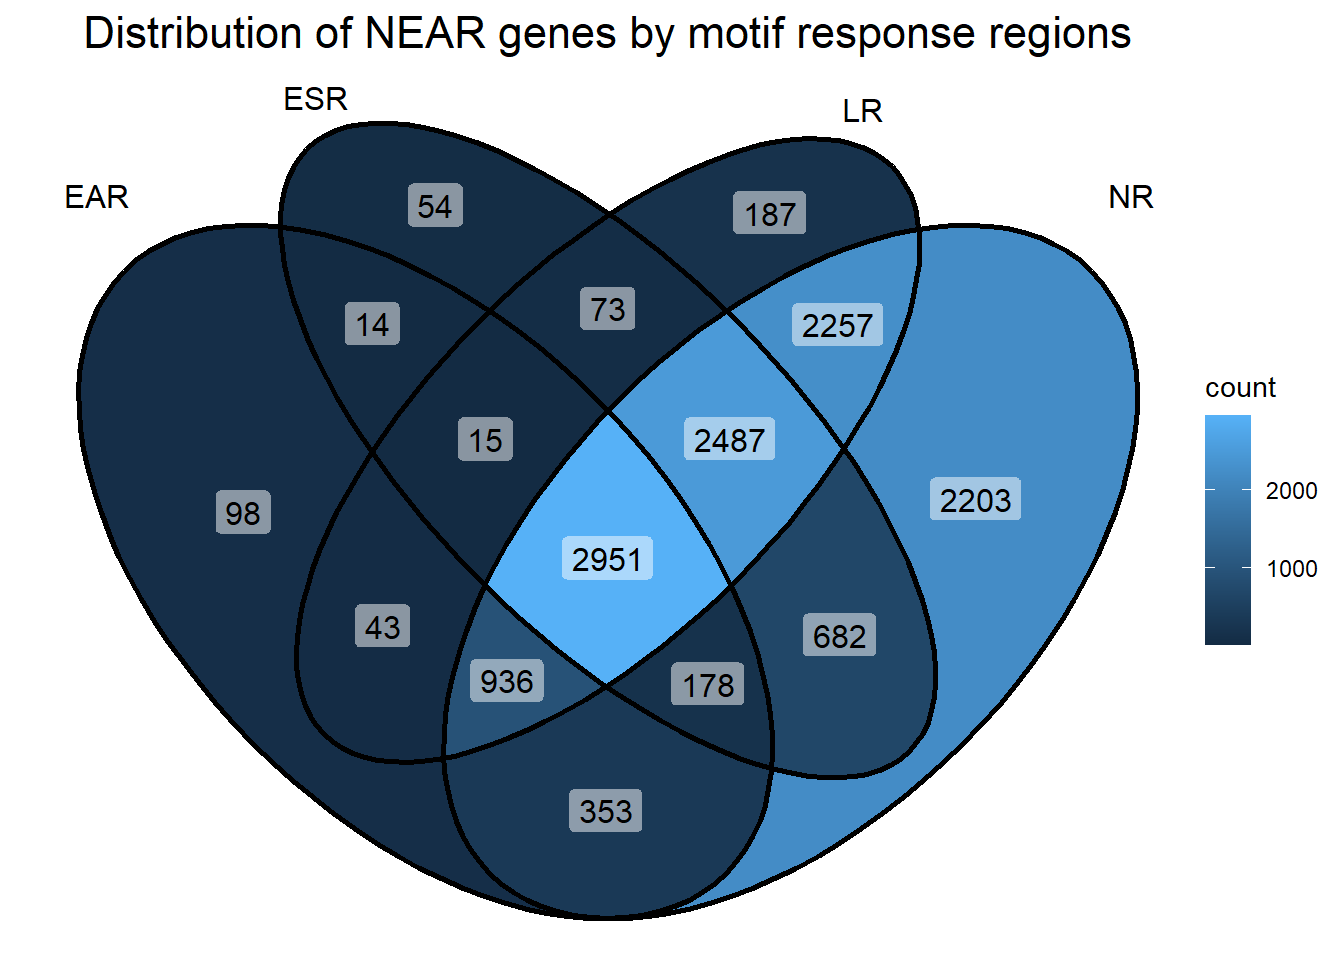 Distribution of NEAR genes by motif response regions
ESR
LR
EAR
NR
54
187
73
14
2257
count
15
2487
2000
98
2203
2951
1000
43
682
936
178
353